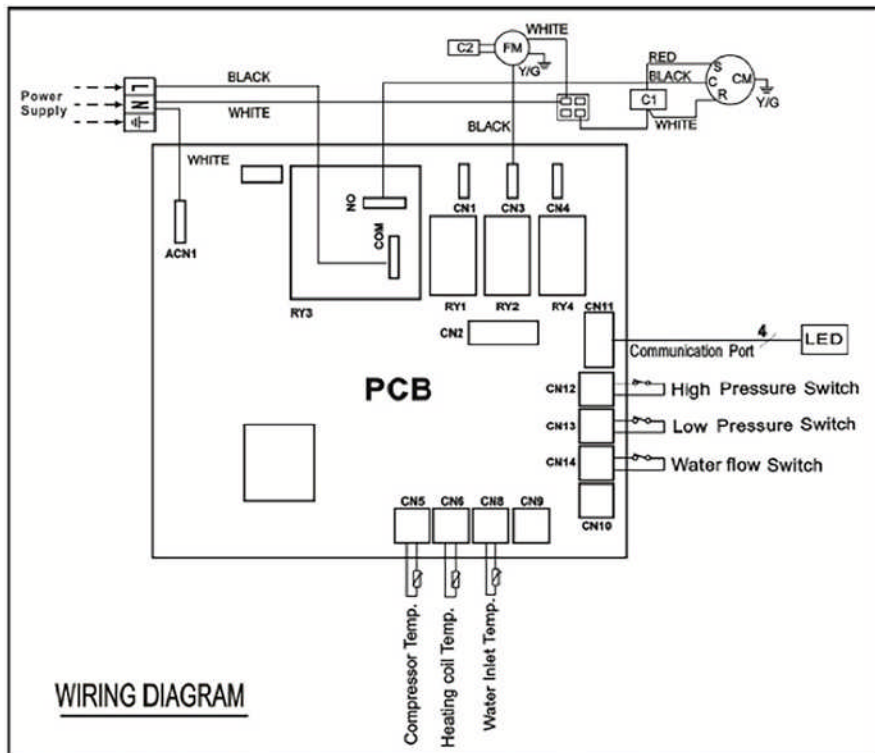 WHITE
C2
FM
Y/G
RED
BLACK
S
C
R
CM
C1
WHITE
Y/G
Power
Supply
L
N
BLACK
WHITE
BLACK
WHITE
ACN1
NO
COM
RY3
CN1
CN3
CN4
RY1
RY2
RY4
CN2
CN11
4
LED
Communication Port
PCB
CN12
High Pressure Switch
CN13
Low Pressure Switch
CN14
Water flow Switch
CN10
CN5
CN6
CN8
CN9
Compressor Temp.
Heating coil Temp.
Water Inlet Temp.
WIRING DIAGRAM